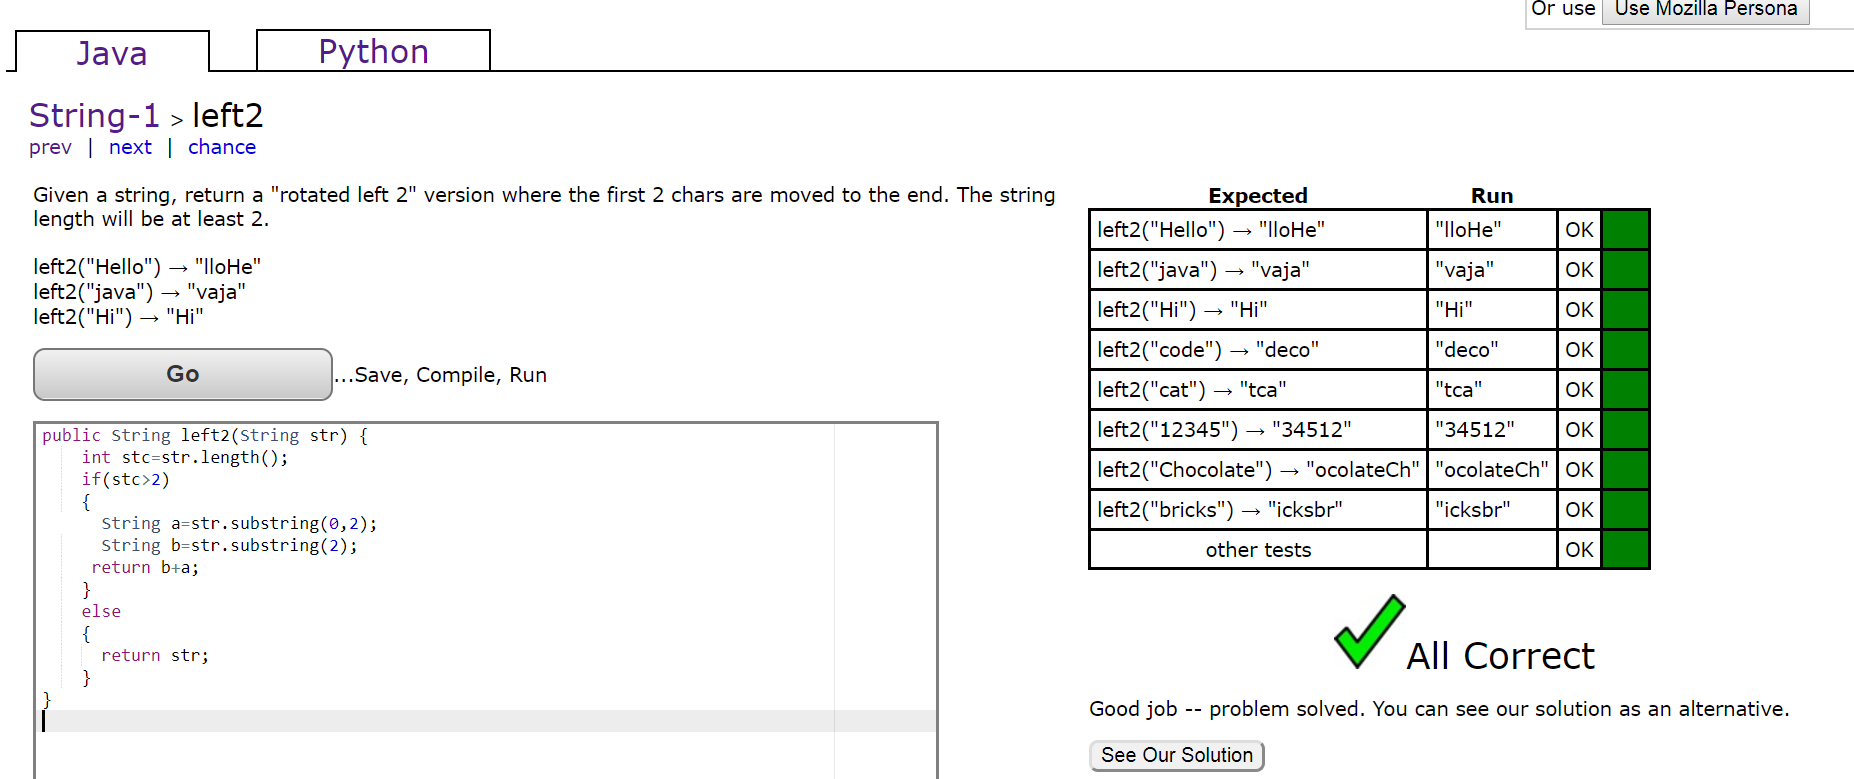 Or use Use Mozilla Persona
Java Python
String-1 > left2
prev | next | chance
Given a string, return a "rotated left 2" version where the first 2 chars are moved to the end. The string
length will be at least 2.
left2("Hello") → "lloHe"
left2("java") → "vaja"
left2("Hi") → "Hi"
Go ...Save, Compile, Run
public String left2(String str) {
    int stc=str.length();
    if(stc>2)
    {
      String a=str.substring(0,2);
      String b=str.substring(2);
     return b+a;
    }
    else
    {
      return str;
    }
}
Expected Run
left2("Hello") → "lloHe" "lloHe" OK
left2("java") → "vaja" "vaja" OK
left2("Hi") → "Hi" "Hi" OK
left2("code") → "deco" "deco" OK
left2("cat") → "tca" "tca" OK
left2("12345") → "34512" "34512" OK
left2("Chocolate") → "ocolateCh" "ocolateCh" OK
left2("bricks") → "icksbr" "icksbr" OK
other tests OK
All Correct
Good job -- problem solved. You can see our solution as an alternative.
See Our Solution